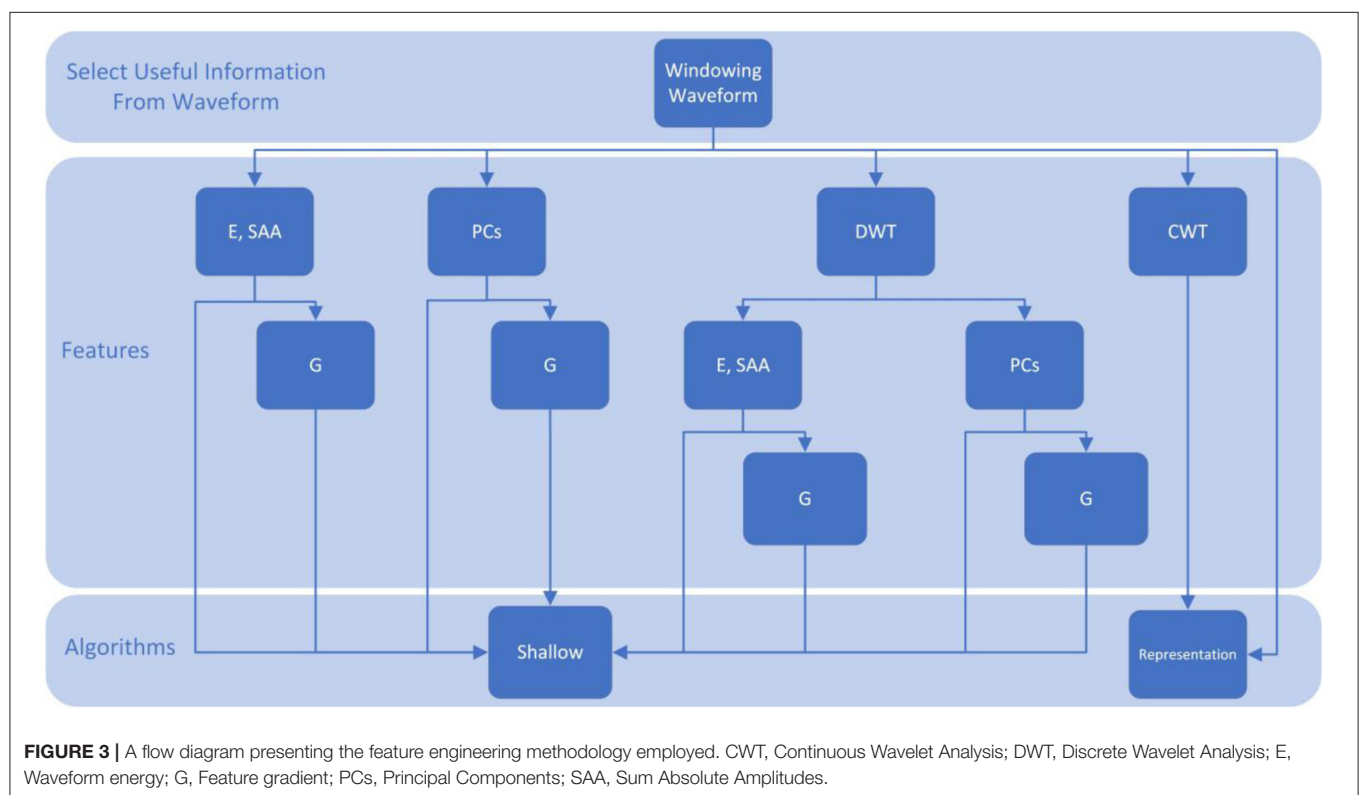 Select Useful Information
From Waveform
Windowing
Waveform
E, SAA
PCs
DWT
CWT
Features
G
G
E, SAA
PCs
G
G
Algorithms
Shallow
Representation
FIGURE 3 | A flow diagram presenting the feature engineering methodology employed. CWT, Continuous Wavelet Analysis; DWT, Discrete Wavelet Analysis; E,
Waveform energy; G, Feature gradient; PCs, Principal Components; SAA, Sum Absolute Amplitudes.